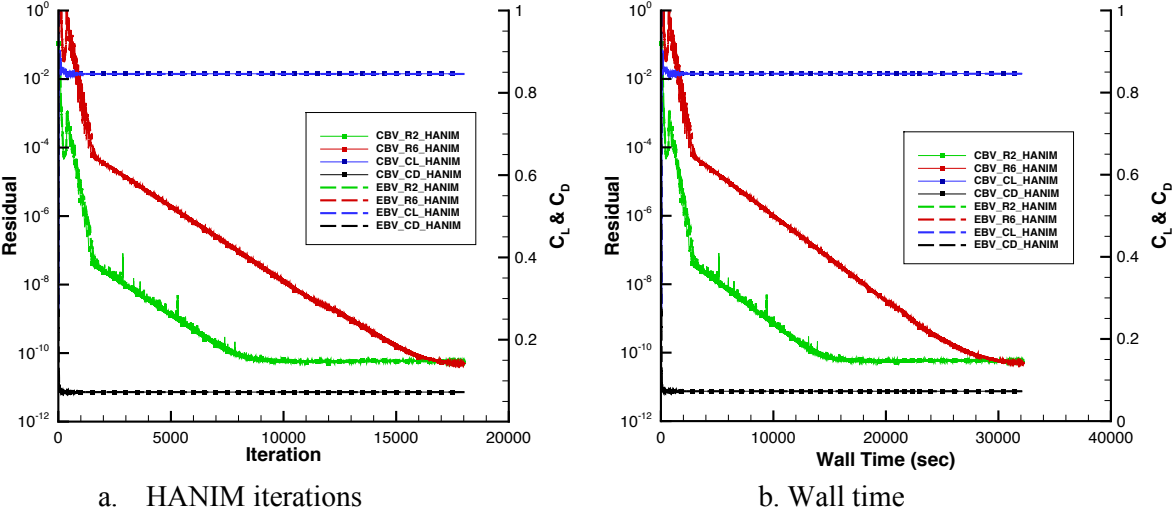 10^0
10^-2
10^-4
10^-6
10^-8
10^-10
10^-12
Residual
1
0.8
0.6
0.4
0.2
0
C_L & C_D
CBV_R2_HANIM
CBV_R6_HANIM
CBV_CL_HANIM
CBV_CD_HANIM
EBV_R2_HANIM
EBV_R6_HANIM
EBV_CL_HANIM
EBV_CD_HANIM
0 5000 10000 15000 20000
Iteration
a. HANIM iterations
10^0
10^-2
10^-4
10^-6
10^-8
10^-10
10^-12
Residual
1
0.8
0.6
0.4
0.2
0
C_L & C_D
CBV_R2_HANIM
CBV_R6_HANIM
CBV_CL_HANIM
CBV_CD_HANIM
EBV_R2_HANIM
EBV_R6_HANIM
EBV_CL_HANIM
EBV_CD_HANIM
0 10000 20000 30000 40000
Wall Time (sec)
b. Wall time